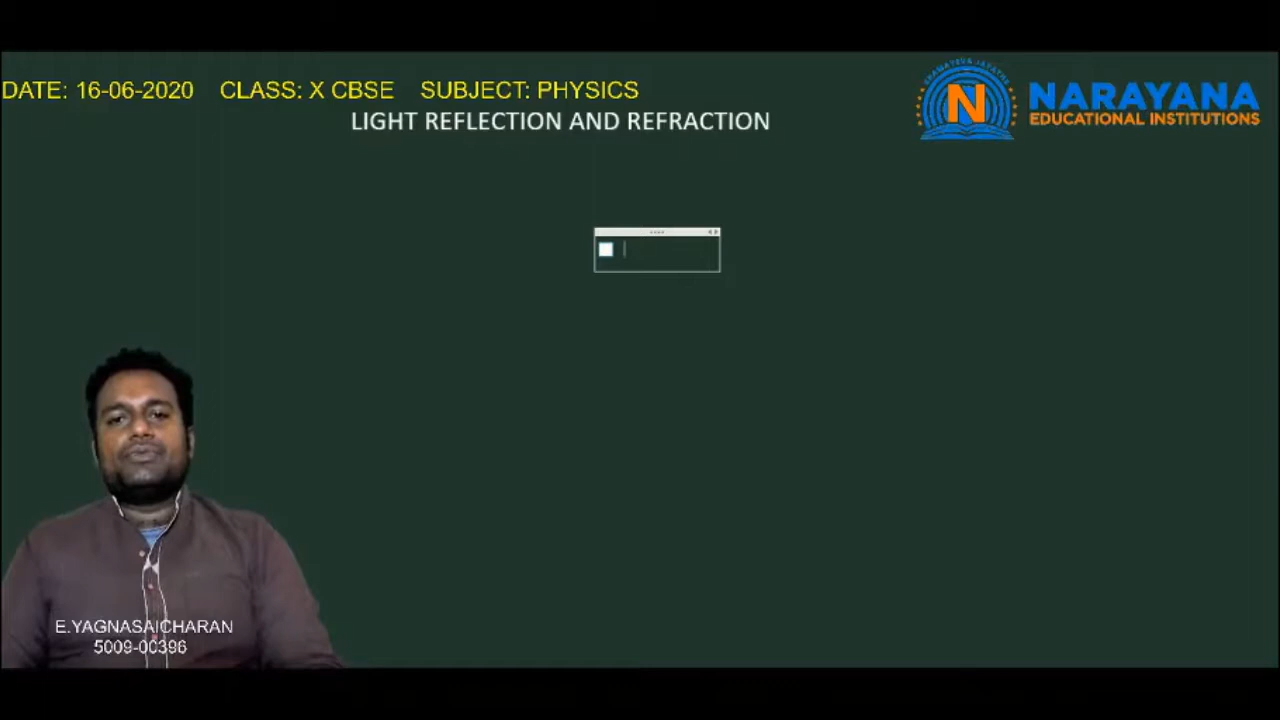 DATE: 16-06-2020 CLASS: X CBSE SUBJECT: PHYSICS
LIGHT REFLECTION AND REFRACTION
N
NARAYANA
EDUCATIONAL INSTITUTIONS
E.YAGNASAICHARAN
5009-00396